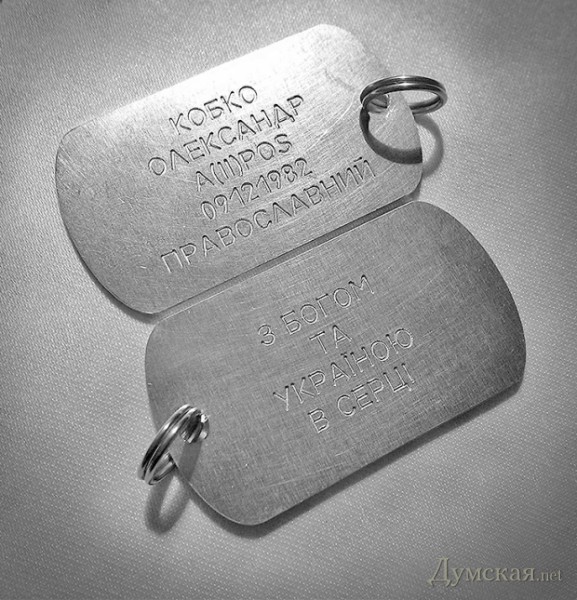 КОБКО
ОЛЕКСАНДР
A(II)POS
09121982
ПРАВОСЛАВНИЙ
З БОГОМ
ТА
УКРАЇНОЮ
В СЕРЦІ
Думская.net